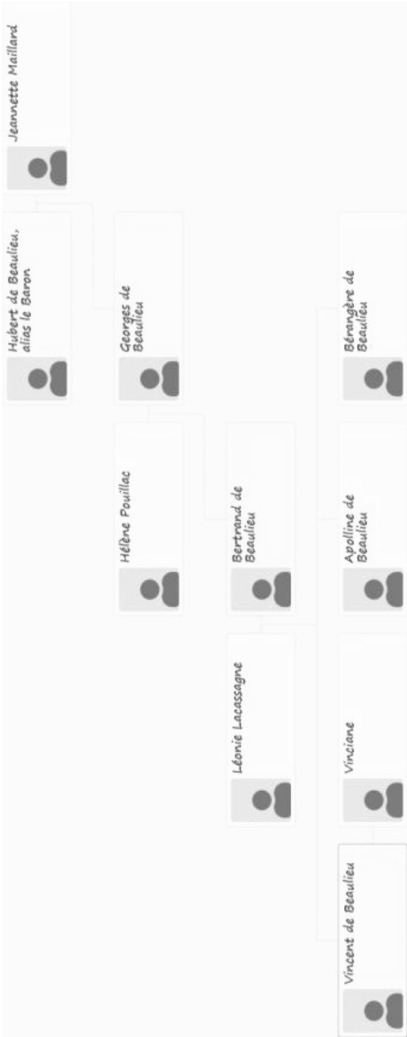 Hubert de Beaulieu,
alias le Baron
Jeannette Maillard
Hélène Pouillac
Georges de
Beaulieu
Léonie Lacassagne
Bertrand de
Beaulieu
Vincent de Beaulieu
Vinciane
Apolline de
Beaulieu
Bérangère de
Beaulieu